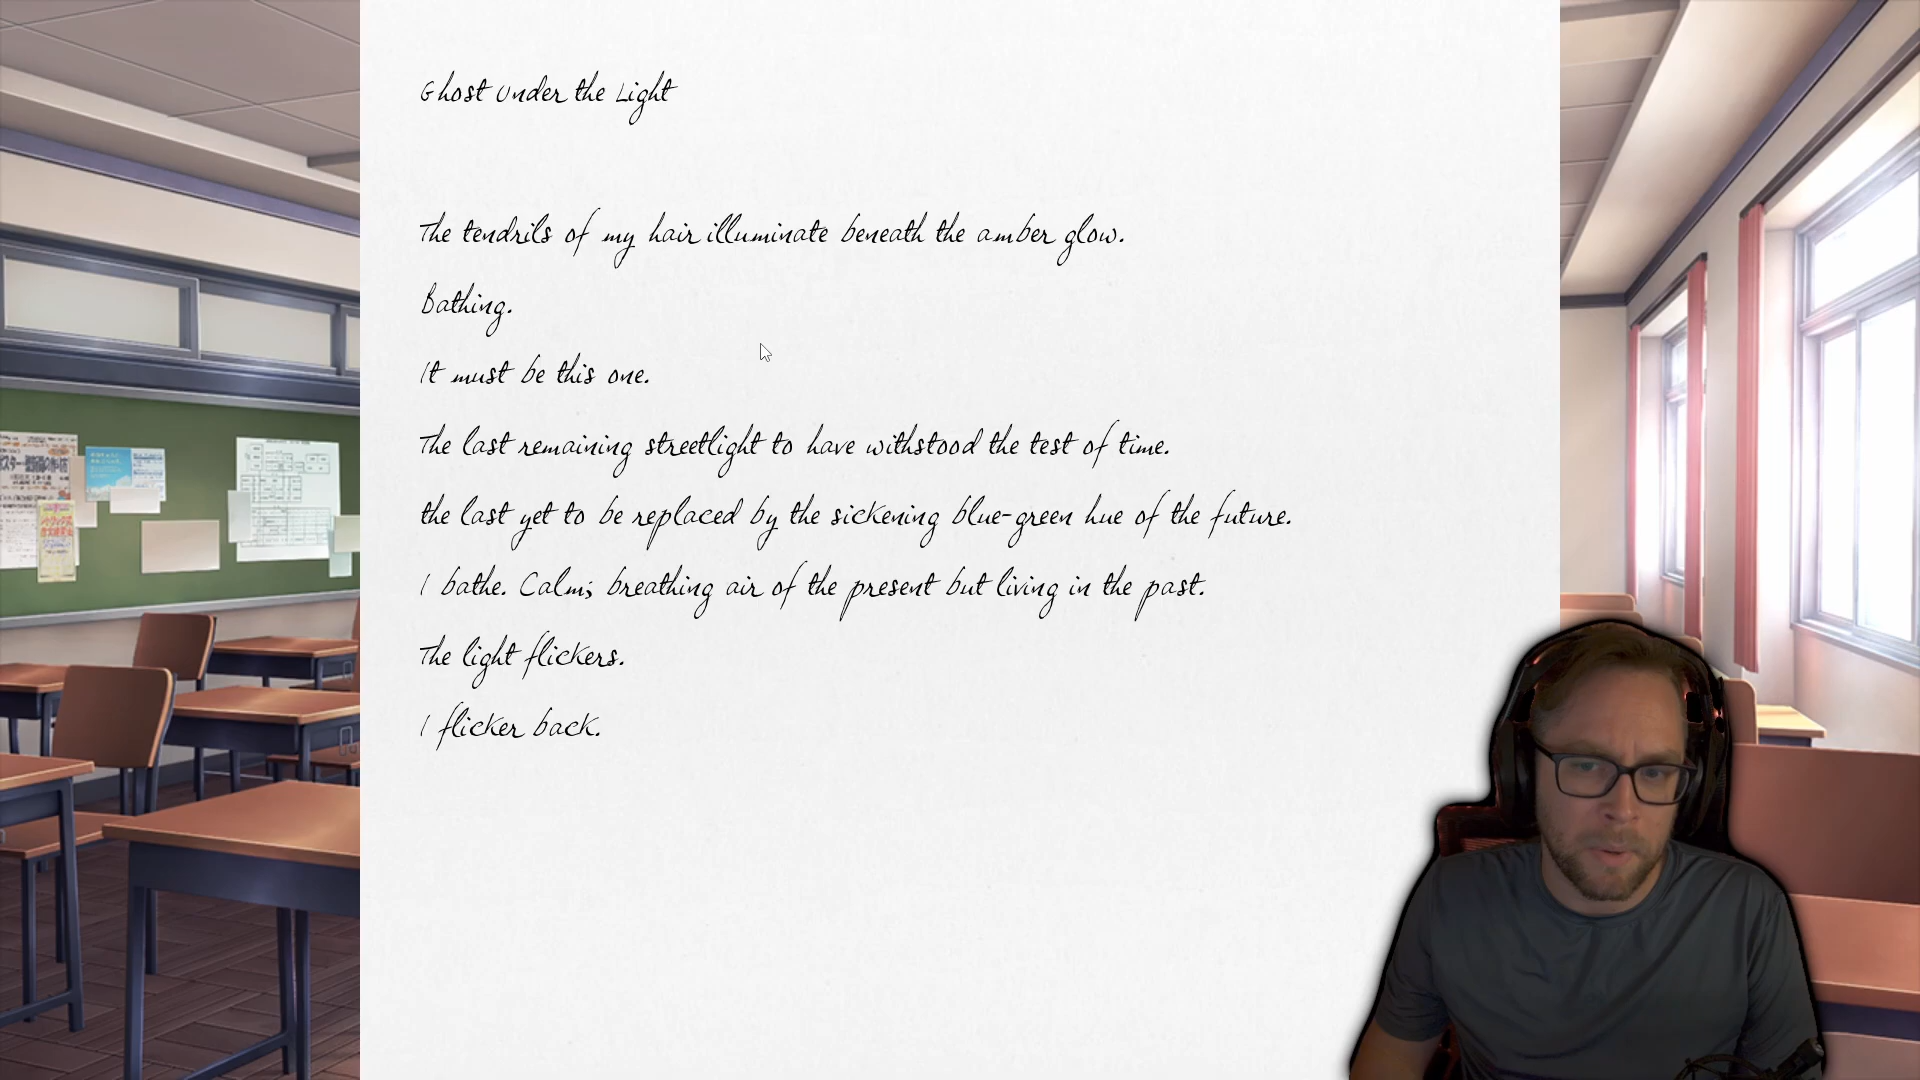 Ghost Under the Light
The tendrils of my hair illuminate beneath the amber glow.
Bathing.
It must be this one.
The last remaining streetlight to have withstood the test of time.
the last yet to be replaced by the sickening blue-green hue of the future.
I bathe. Calm; breathing air of the present but living in the past.
The light flickers.
I flicker back.